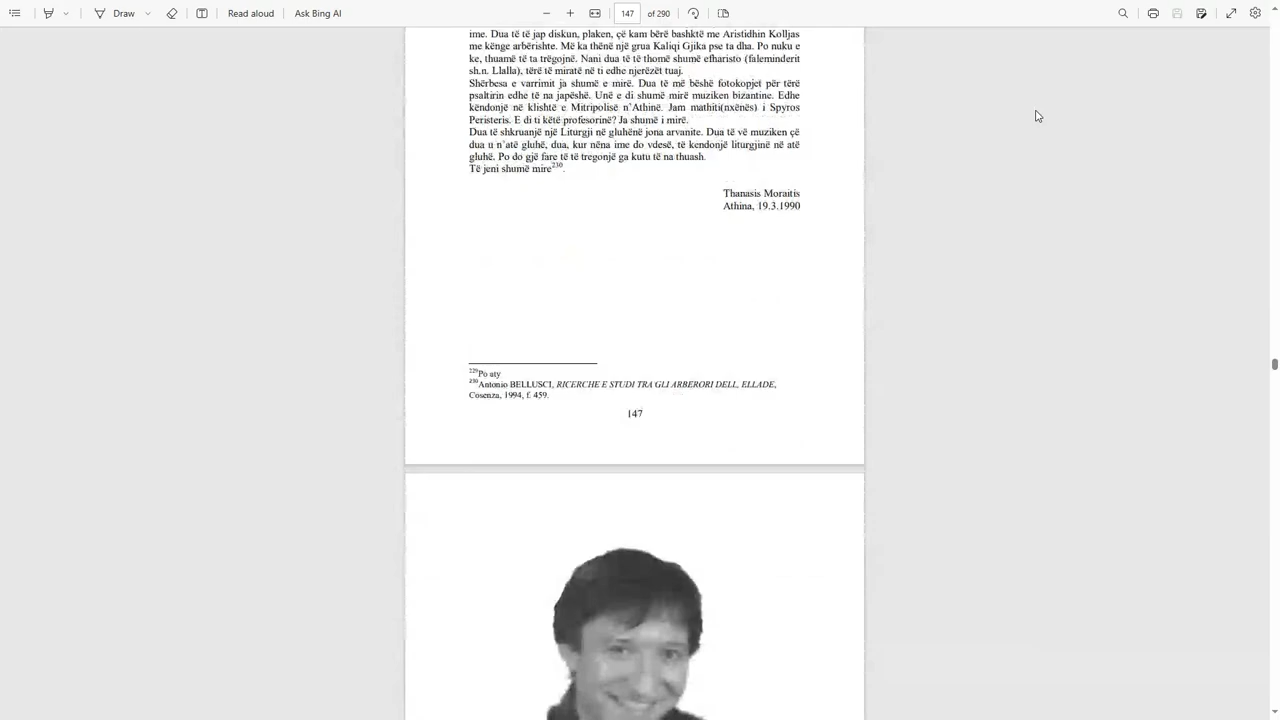 Draw
Read aloud
Ask Bing AI
147 of 290
ime. Dua të të jap diskun, plaken, çë kam bërë bashktë me Aristidhin Kolljas
me kënge arbërishte. Më ka thënë një grua Kaliqi Gjika pse ta dha. Po nuku e
ke, thuamë të ta trëgojnë. Nani dua të të thomë shumë efharisto (faleminderit
sh.n. Llalla), tërë të miratë në ti edhe njerëzët tuaj.
Shërbesa e varrimit ja shumë e mirë. Dua të më bëshë fotokopjet për tërë
psaltirin edhe të na japëshë. Unë e di shumë mirë muziken bizantine. Edhe
këndonjë në klishtë e Mitripolisë n'Athinë. Jam mathiti(nxënës) i Spyros
Peristeris. E di ti këtë profesorinë? Ja shumë i mirë.
Dua të shkruanjë një Liturgji në gluhënë jona arvanite. Dua të vë muziken çë
dua u n'atë gluhë, dua, kur nëna ime do vdesë, të kendonjë liturgjinë në atë
gluhë. Po do gjë fare të të tregonjë ga kutu të na thuash.
Të jeni shumë mire230.
Thanasis Moraitis
Athina, 19.3.1990
229Po aty
230Antonio BELLUSCI, RICERCHE E STUDI TRA GLI ARBERORI DELL, ELLADE,
Cosenza, 1994, f. 459.
147